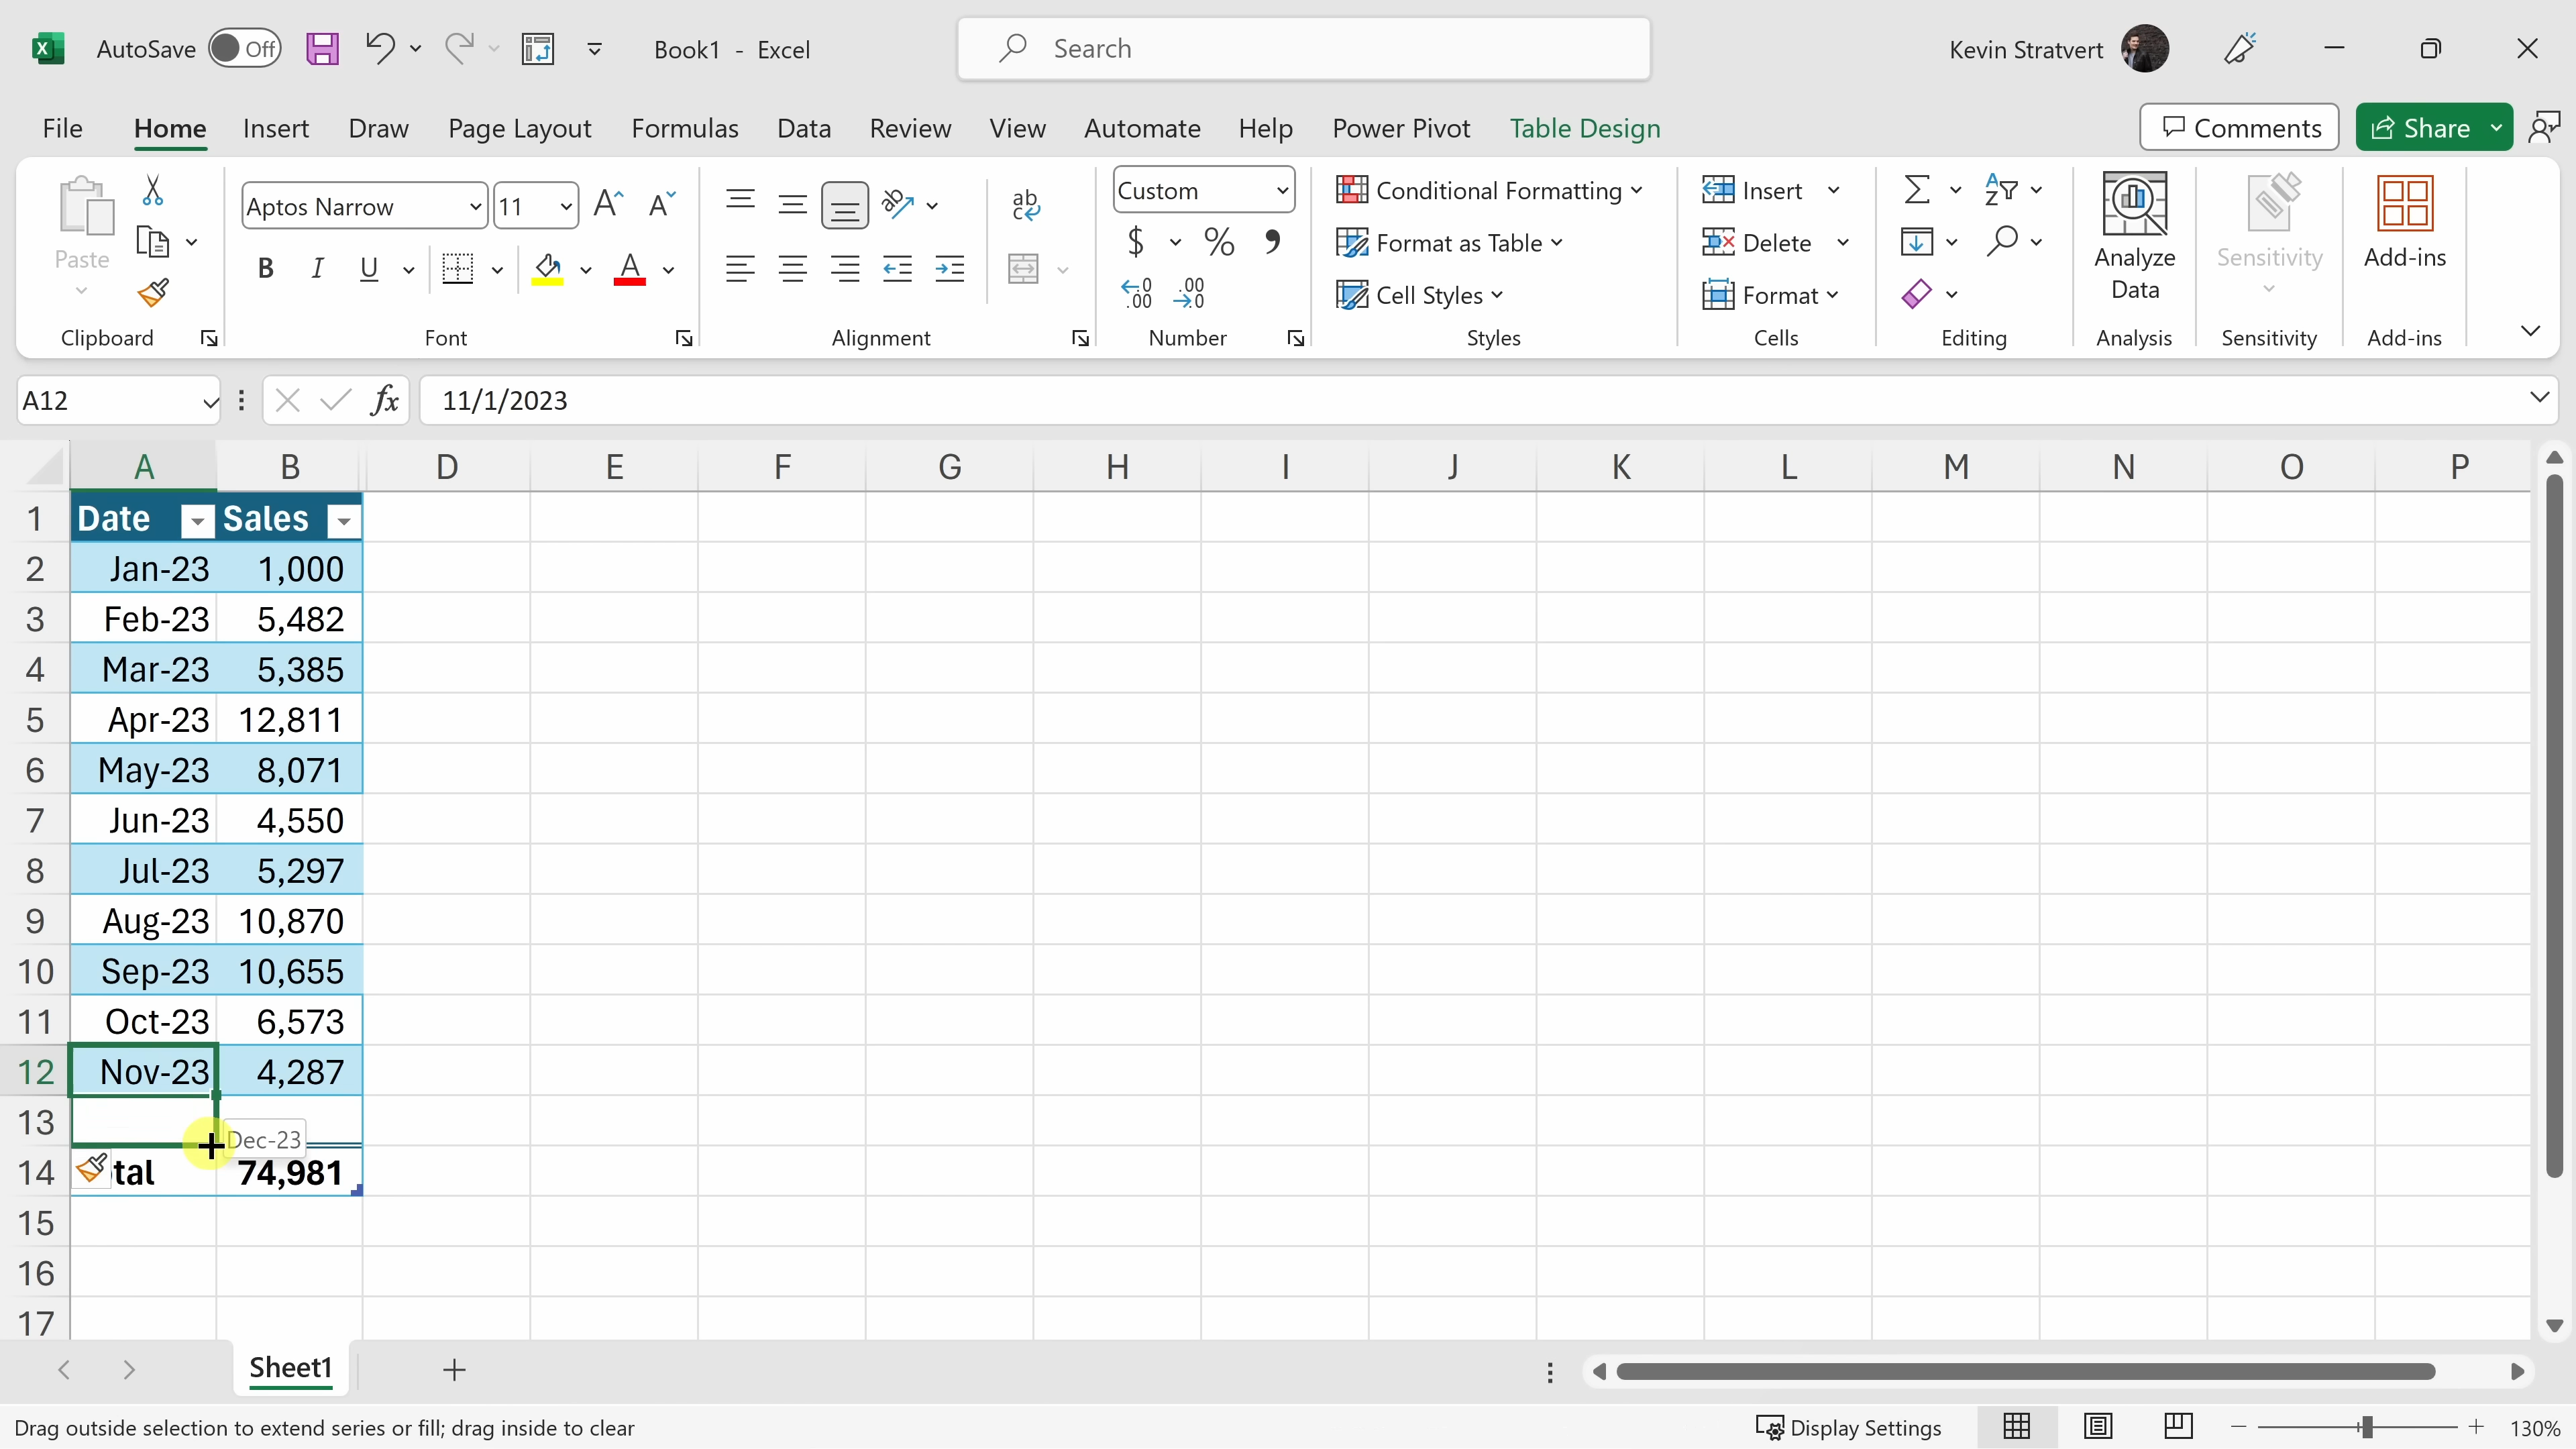 AutoSave Off Book1 - Excel Search Kevin Stratvert
File Home Insert Draw Page Layout Formulas Data Review View Automate Help Power Pivot Table Design Comments Share
Paste
Clipboard
Aptos Narrow 11
B I U A
Font
ab
c
Alignment
Custom
$ % ,
Number
Conditional Formatting
Format as Table
Cell Styles
Styles
Insert
Delete
Format
Cells
Editing
Analyze
Data
Analysis
Sensitivity
Sensitivity
Add-ins
Add-ins
A12 fx 11/1/2023
A B D E F G H I J K L M N O P
1 Date Sales
2 Jan-23 1,000
3 Feb-23 5,482
4 Mar-23 5,385
5 Apr-23 12,811
6 May-23 8,071
7 Jun-23 4,550
8 Jul-23 5,297
9 Aug-23 10,870
10 Sep-23 10,655
11 Oct-23 6,573
12 Nov-23 4,287
13 Dec-23
14 tal 74,981
15
16
17
Sheet1
Drag outside selection to extend series or fill; drag inside to clear Display Settings 130%